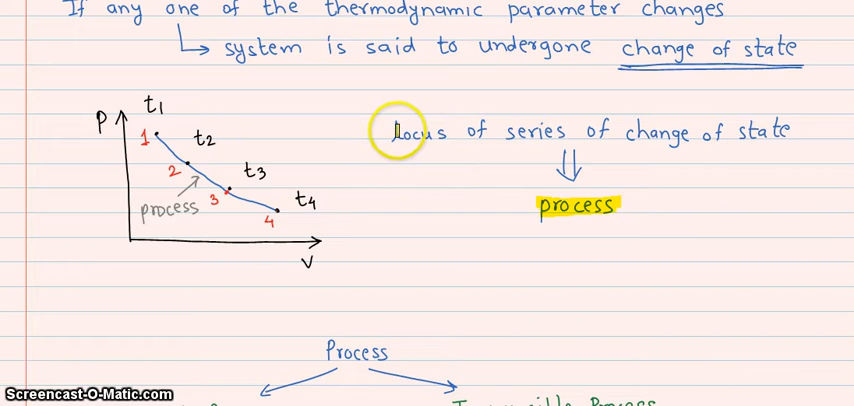 If any one of the thermodynamic parameter changes
system is said to undergone change of state
P
t1
1
t2
2
t3
3
t4
4
process
V
Locus of series of change of state
process
Process
Process
Screencast-O-Matic.com